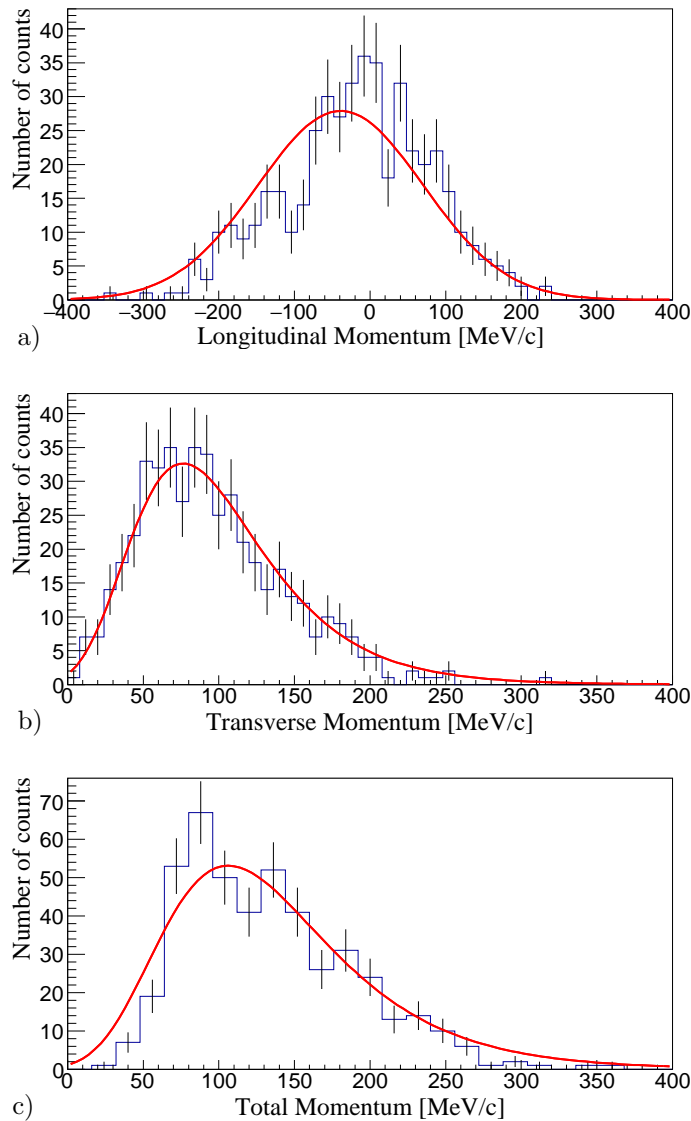 Number of counts
40
35
30
25
20
15
10
5
0
−400 −300 −200 −100 0 100 200 300 400
Longitudinal Momentum [MeV/c]
a)
Number of counts
40
35
30
25
20
15
10
5
0
0 50 100 150 200 250 300 350 400
Transverse Momentum [MeV/c]
b)
Number of counts
70
60
50
40
30
20
10
0
0 50 100 150 200 250 300 350 400
Total Momentum [MeV/c]
c)